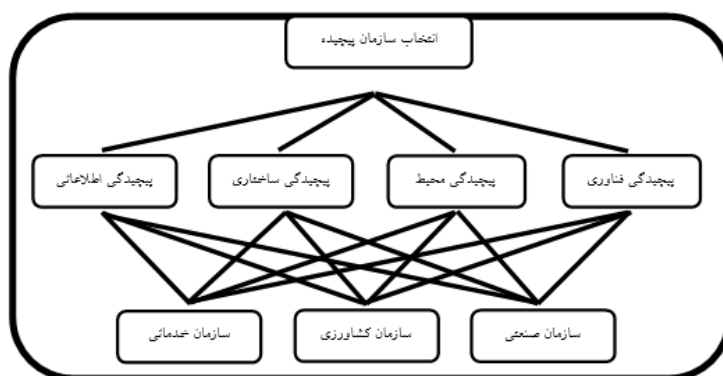 انتخاب سازمان پیچیده
پیچیدگی فناوری
پیچیدگی محیط
پیچیدگی ساختاری
پیچیدگی اطلاعاتی
سازمان صنعتی
سازمان کشاورزی
سازمان خدماتی